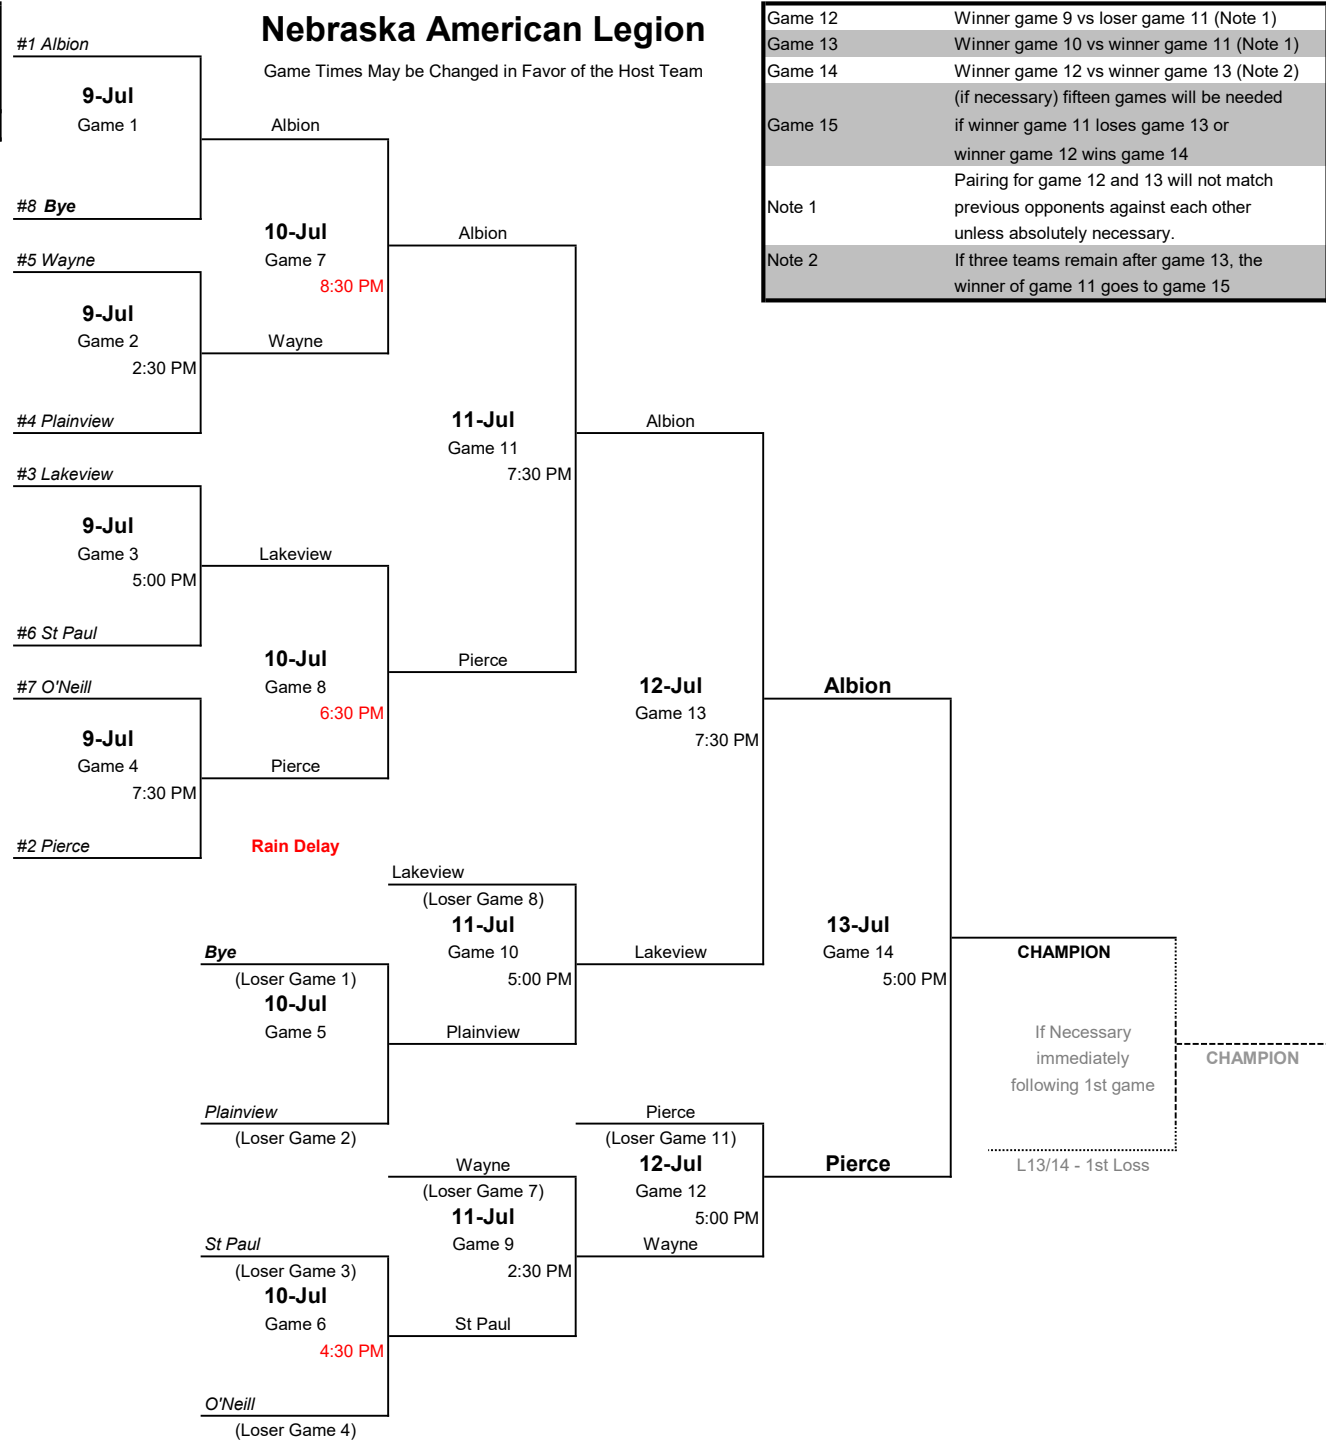 Nebraska American Legion
Game Times May be Changed in Favor of the Host Team
Game 12 Winner game 9 vs loser game 11 (Note 1)
Game 13 Winner game 10 vs winner game 11 (Note 1)
Game 14 Winner game 12 vs winner game 13 (Note 2)
(if necessary) fifteen games will be needed
Game 15 if winner game 11 loses game 13 or
winner game 12 wins game 14
Pairing for game 12 and 13 will not match
Note 1 previous opponents against each other
unless absolutely necessary.
Note 2 If three teams remain after game 13, the
winner of game 11 goes to game 15
#1 Albion
9-Jul
Game 1
#8 Bye
#5 Wayne
9-Jul
Game 2
2:30 PM
#4 Plainview
#3 Lakeview
9-Jul
Game 3
5:00 PM
#6 St Paul
#7 O'Neill
9-Jul
Game 4
7:30 PM
#2 Pierce
Albion
10-Jul
Game 7
8:30 PM
Wayne
Lakeview
10-Jul
Game 8
6:30 PM
Pierce
Rain Delay
Bye
(Loser Game 1)
10-Jul
Game 5
Plainview
(Loser Game 2)
St Paul
(Loser Game 3)
10-Jul
Game 6
4:30 PM
O'Neill
(Loser Game 4)
Albion
11-Jul
Game 11
7:30 PM
Pierce
Lakeview
(Loser Game 8)
11-Jul
Game 10
5:00 PM
Plainview
Wayne
(Loser Game 7)
11-Jul
Game 9
2:30 PM
St Paul
Albion
12-Jul
Game 13
7:30 PM
Lakeview
Pierce
(Loser Game 11)
12-Jul
Game 12
5:00 PM
Wayne
Albion
13-Jul
Game 14
5:00 PM
Pierce
CHAMPION
If Necessary
immediately
following 1st game
L13/14 - 1st Loss
CHAMPION